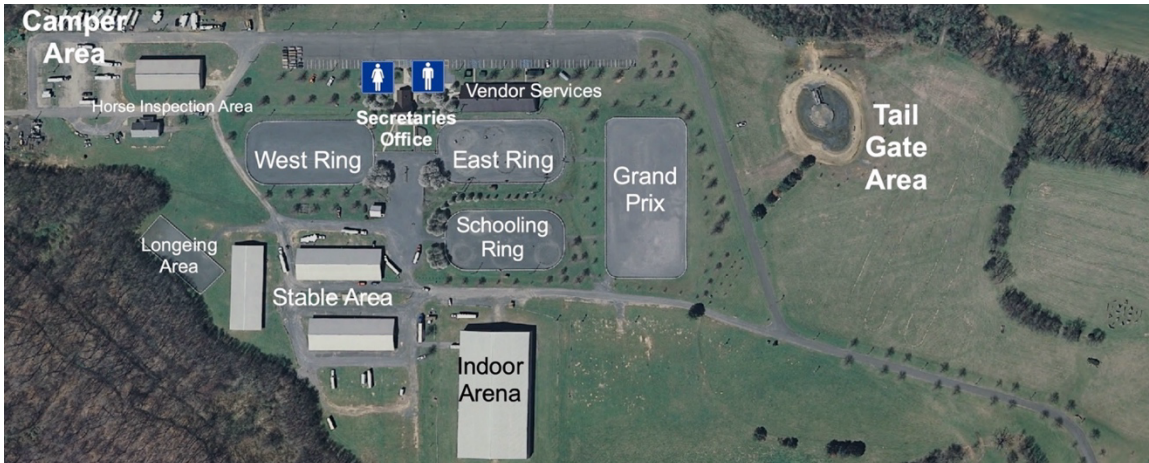 Camper
Area
Horse Inspection Area
Secretaries
Office
Vendor Services
West Ring
East Ring
Grand
Prix
Tail
Gate
Area
Schooling
Ring
Longeing
Area
Stable Area
Indoor
Arena